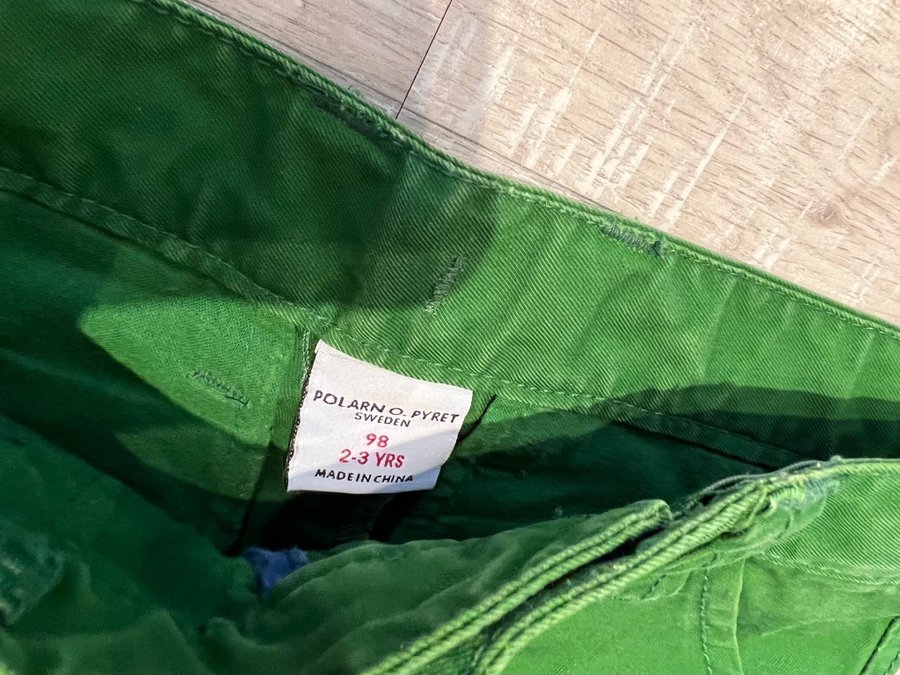 POLARN O. PYRET
SWEDEN
98
2-3 YRS
MADE IN CHINA